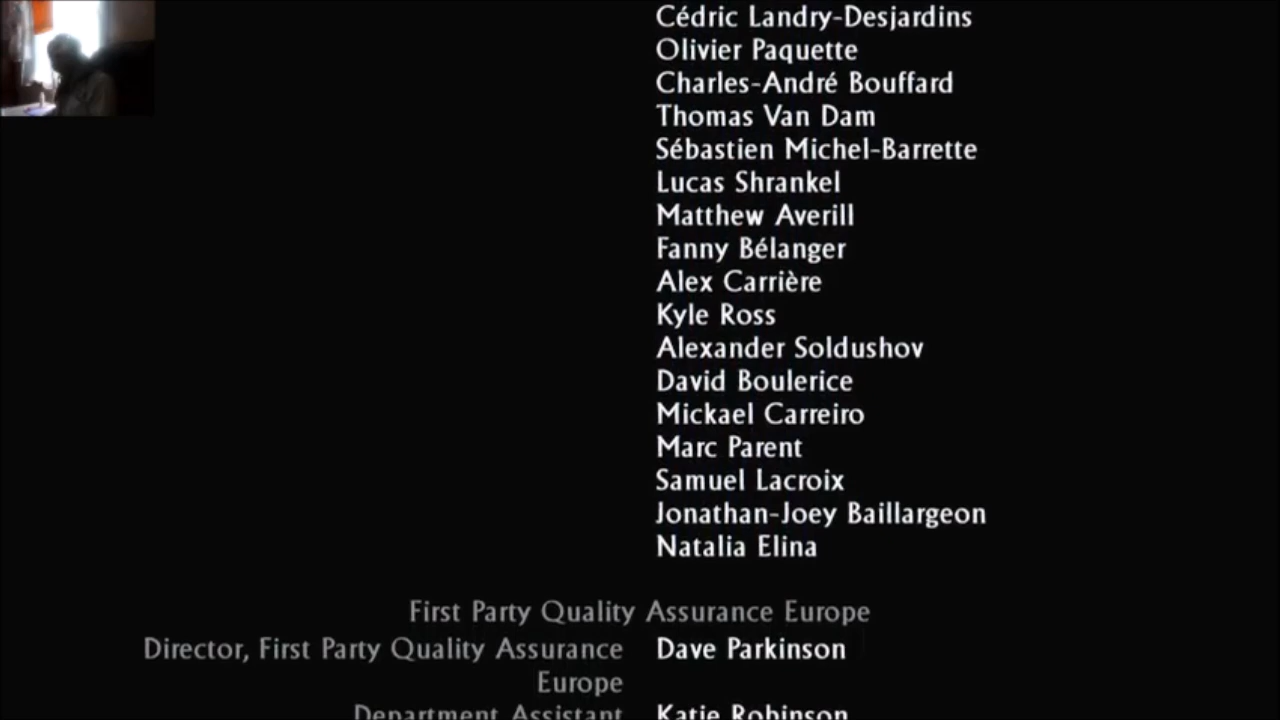 Cédric Landry-Desjardins
Olivier Paquette
Charles-André Bouffard
Thomas Van Dam
Sébastien Michel-Barrette
Lucas Shrankel
Matthew Averill
Fanny Bélanger
Alex Carrière
Kyle Ross
Alexander Soldushov
David Boulerice
Mickael Carreiro
Marc Parent
Samuel Lacroix
Jonathan-Joey Baillargeon
Natalia Elina
First Party Quality Assurance Europe
Director, First Party Quality Assurance Dave Parkinson
Europe
Department Assistant Katie Robinson